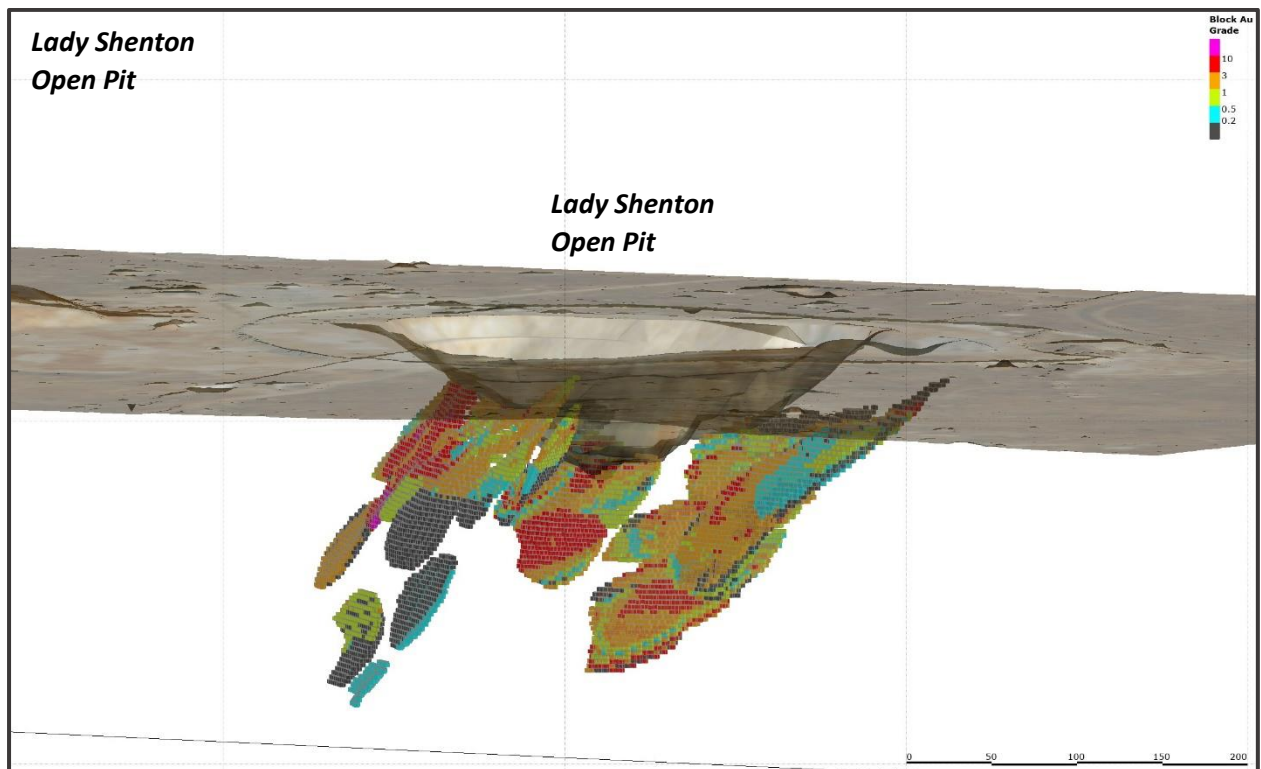 Lady Shenton
Open Pit
Block Au
Grade
10
3
1
0.5
0.2
Lady Shenton
Open Pit
0 50 100 150 200